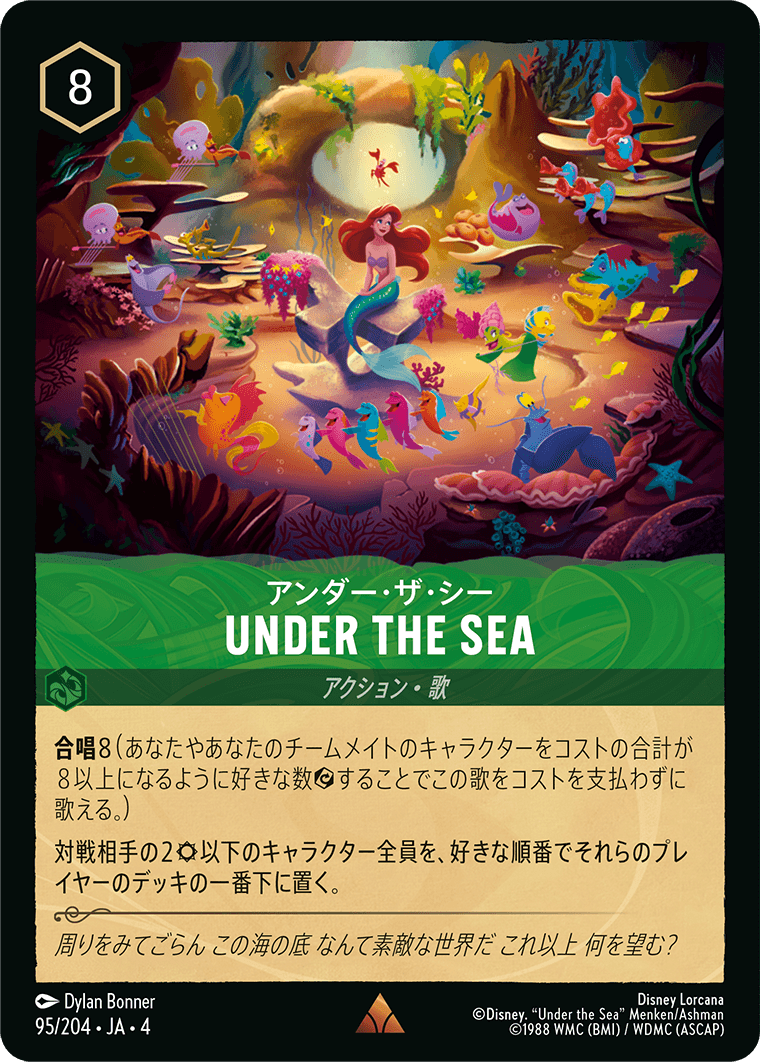 8
アンダー・ザ・シー
UNDER THE SEA
アクション・歌
合唱8(あなたやあなたのチームメイトのキャラクターをコストの合計が
8以上になるように好きな数することでこの歌をコストを支払わずに
歌える。)
対戦相手の2以下のキャラクター全員を、好きな順番でそれらのプレ
イヤーのデッキの一番下に置く。
周りをみてごらん この海の底 なんて素敵な世界だ これ以上 何を望む?
Dylan Bonner
95/204・JA・4
Disney Lorcana
©Disney. “Under the Sea” Menken/Ashman
©1988 WMC (BMI) / WDMC (ASCAP)